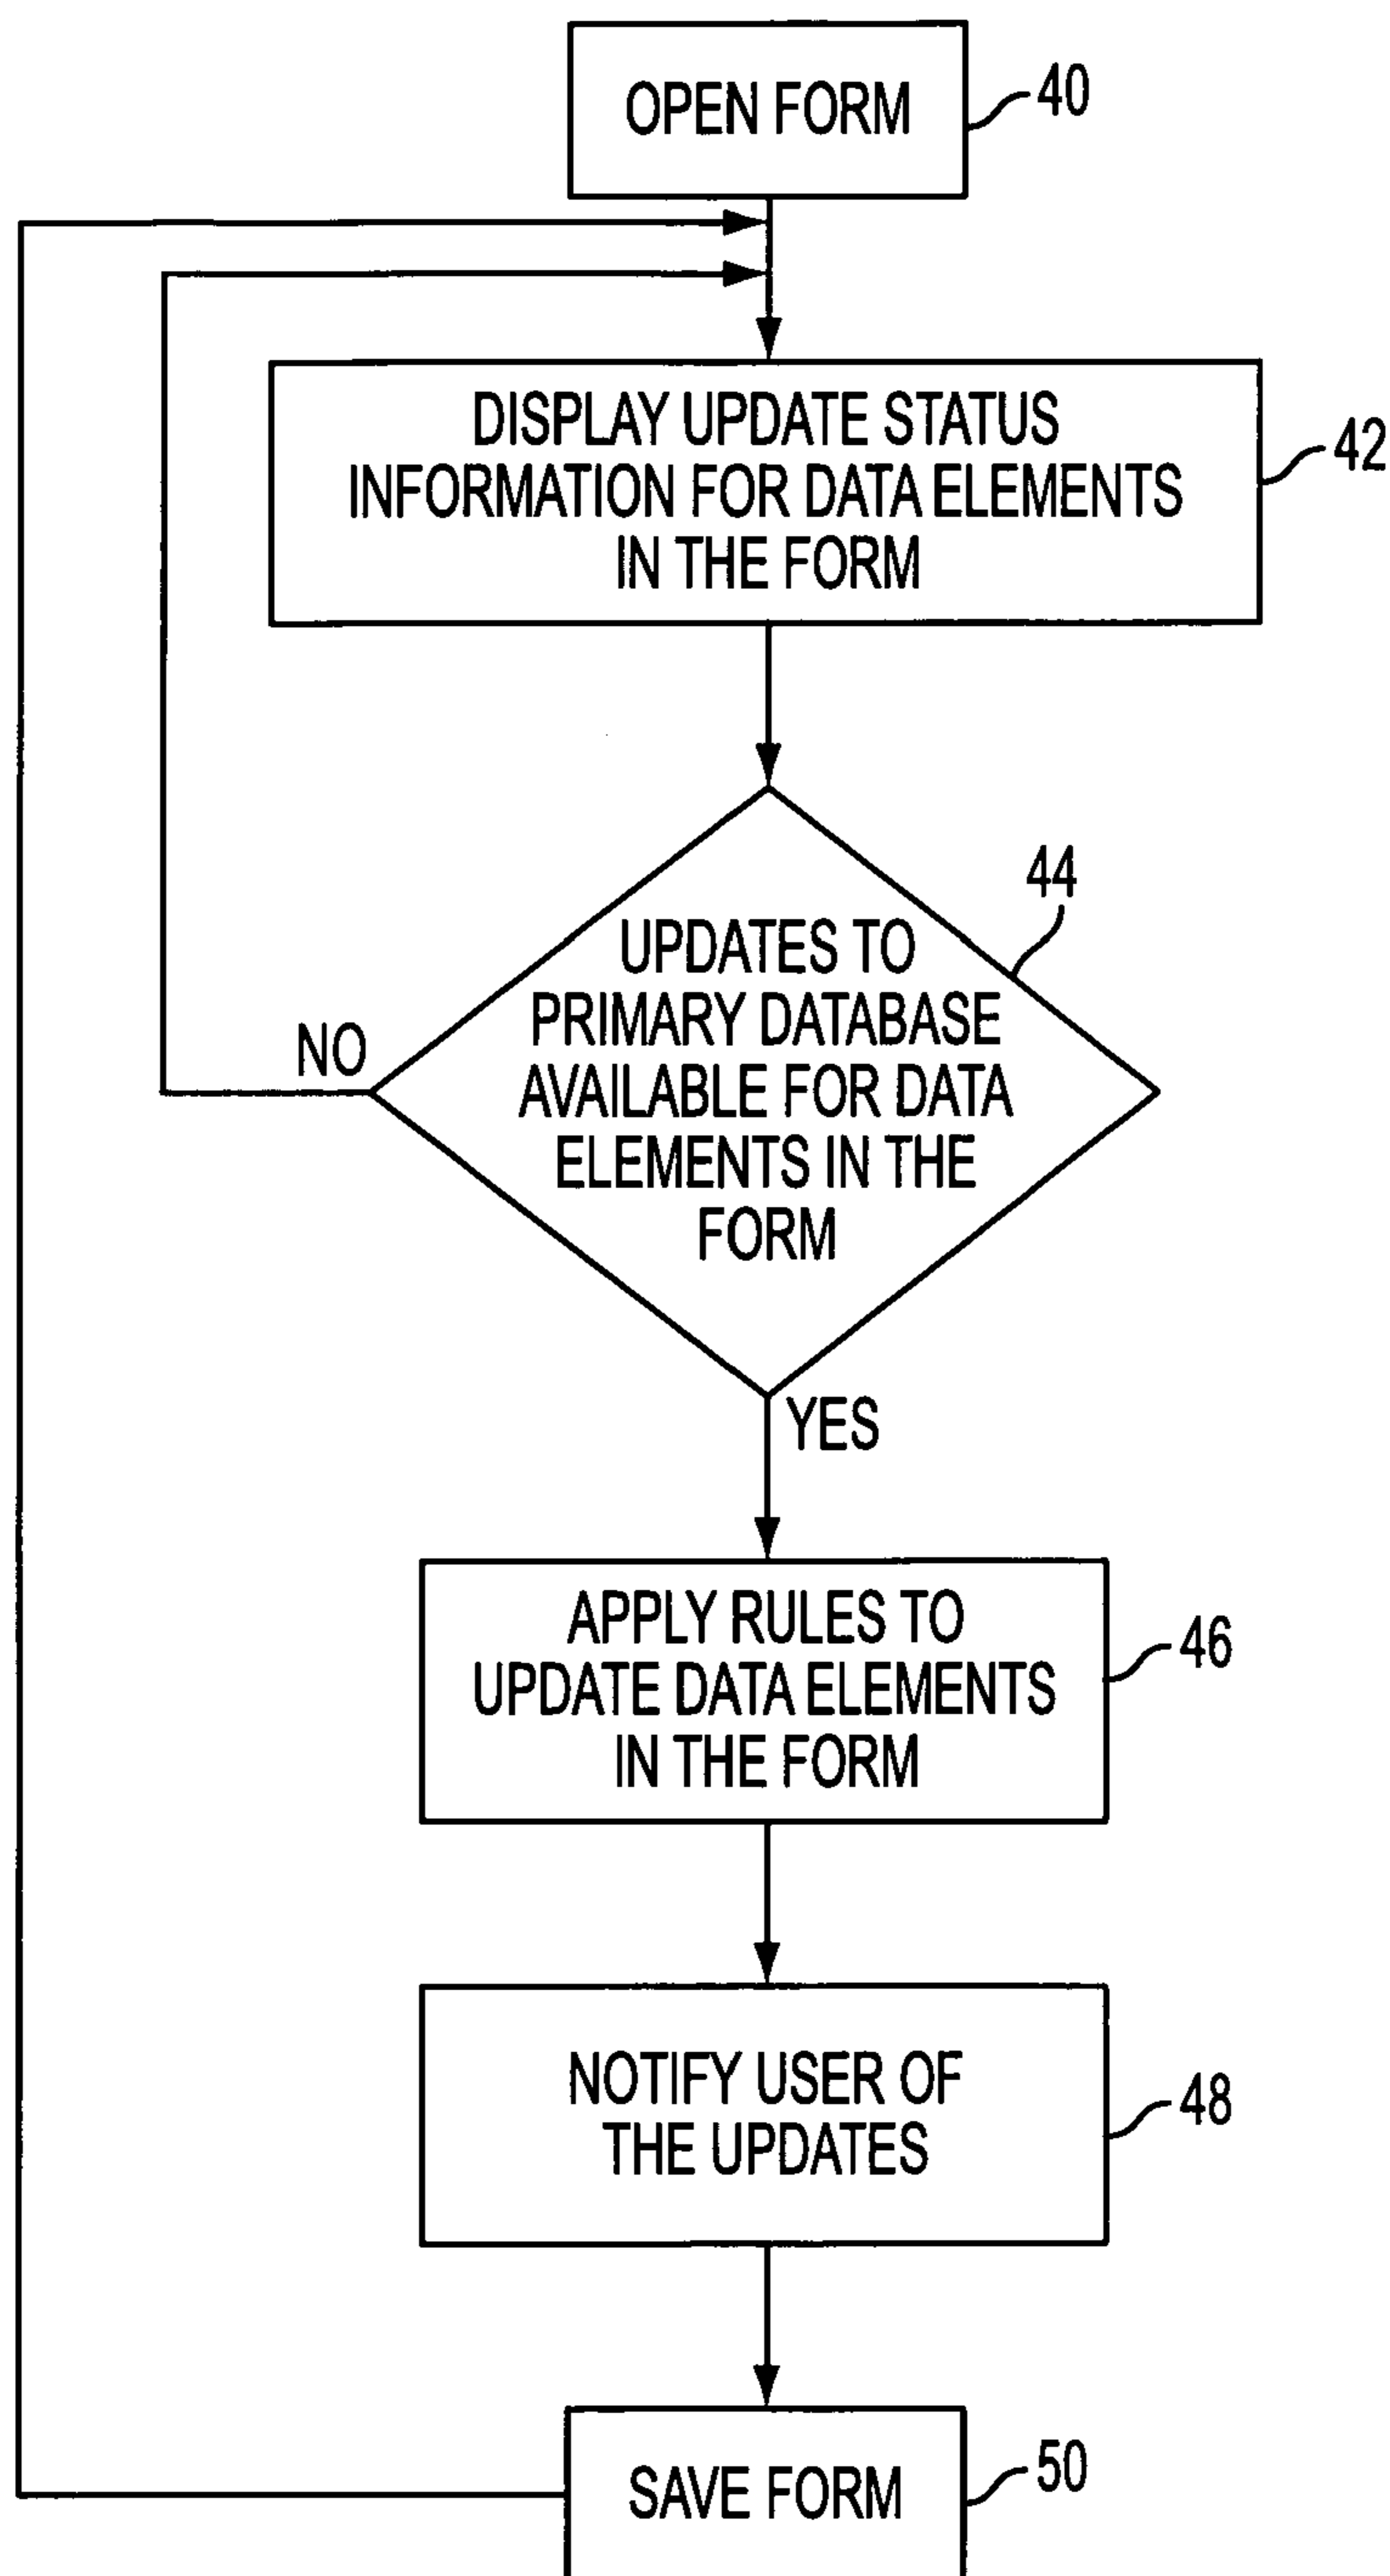 OPEN FORM
40
DISPLAY UPDATE STATUS
INFORMATION FOR DATA ELEMENTS
IN THE FORM
42
44
UPDATES TO
PRIMARY DATABASE
AVAILABLE FOR DATA
ELEMENTS IN THE
FORM
NO
YES
APPLY RULES TO
UPDATE DATA ELEMENTS
IN THE FORM
46
NOTIFY USER OF
THE UPDATES
48
SAVE FORM
50